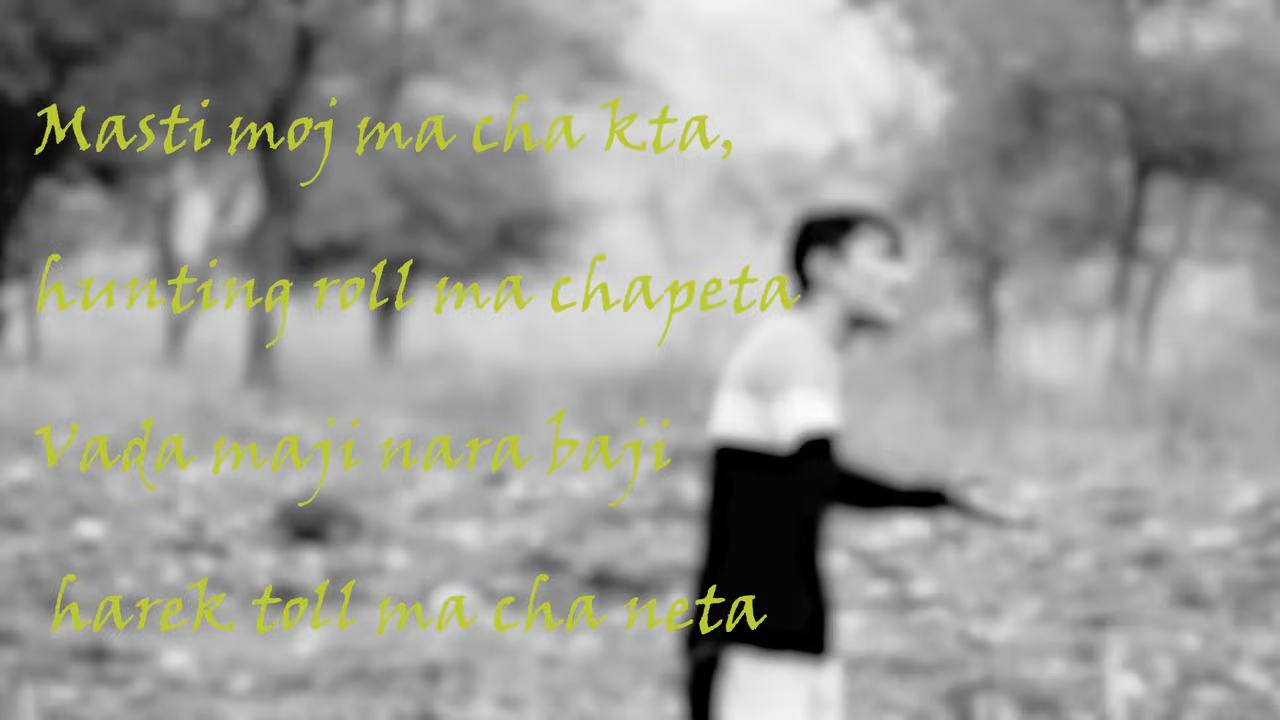 Masti moj ma cha kta,
hunting roll ma chapeta
Vada maji nara baji
harek toll ma cha neta